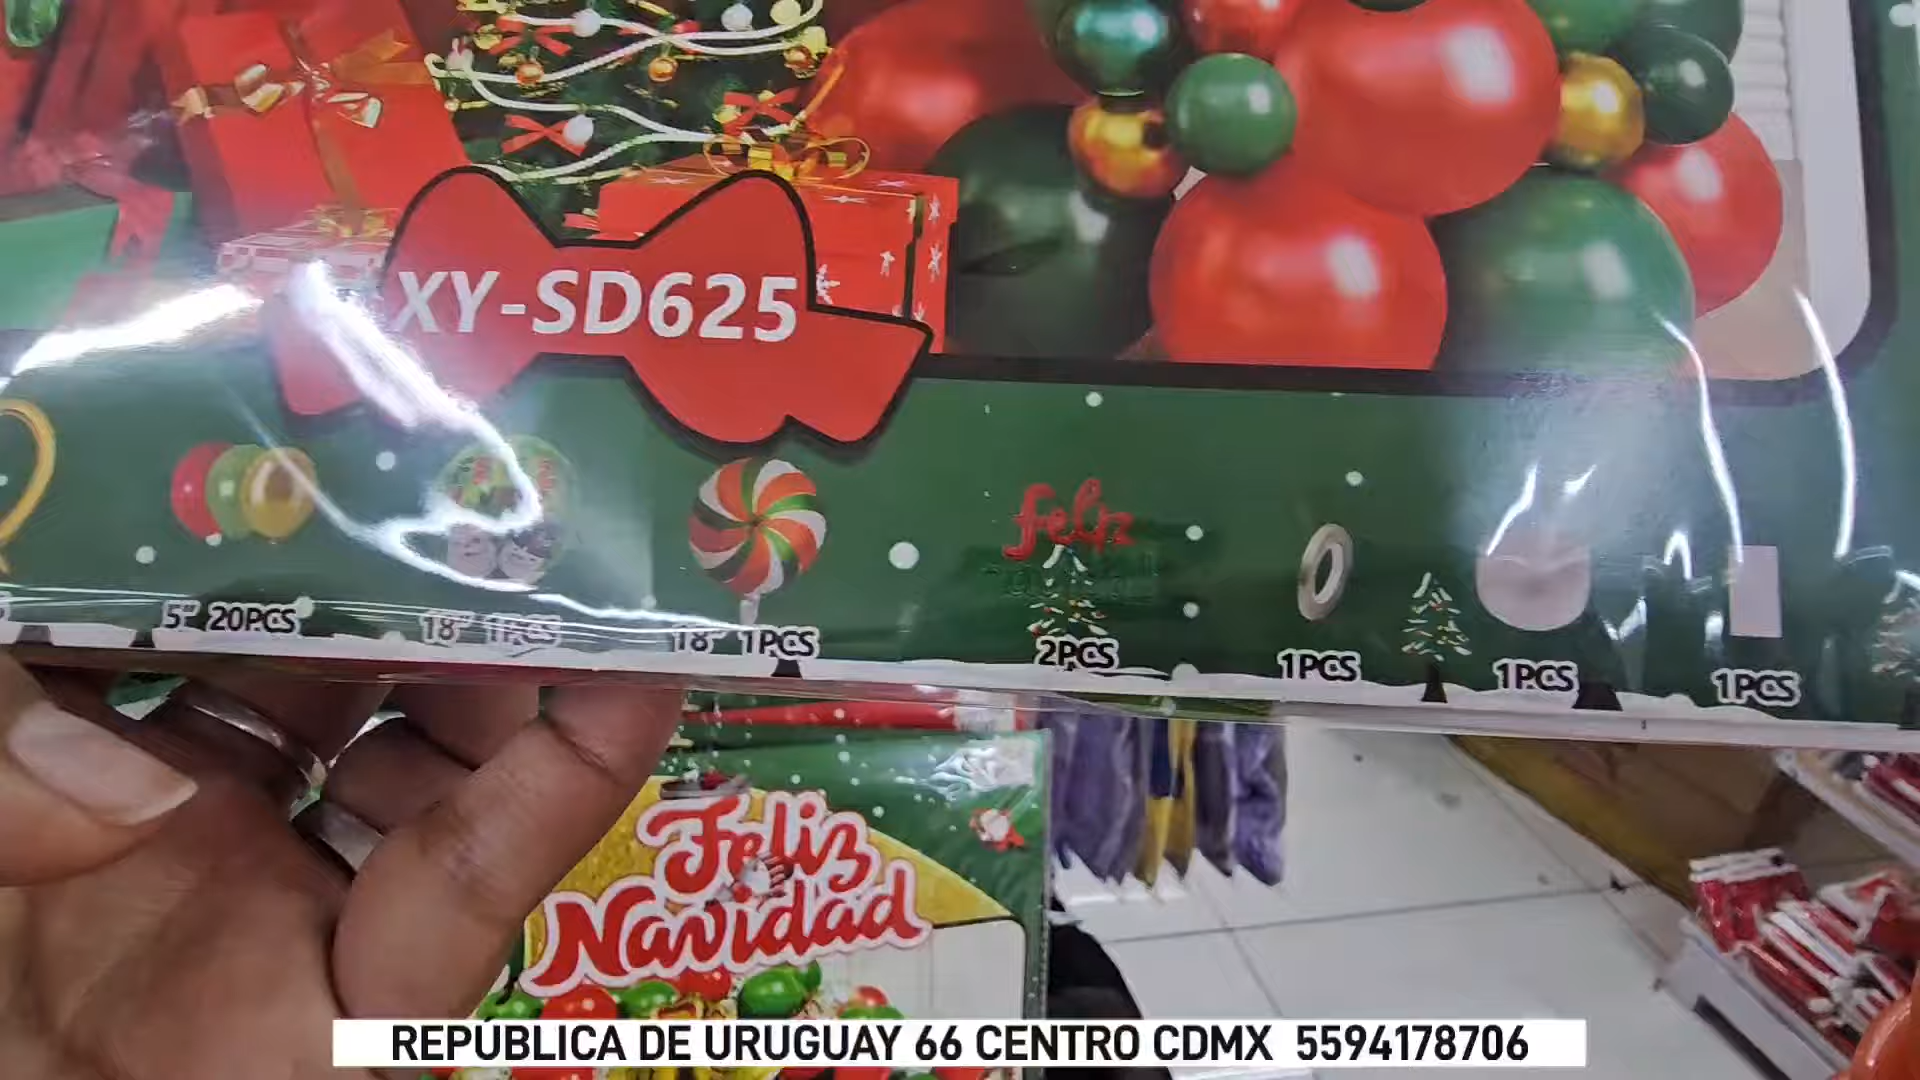 XY-SD625
5" 20PCS
18" 1PCS
18" 1PCS
feliz
2PCS
1PCS
1PCS
1PCS
Feliz
Navidad
REPÚBLICA DE URUGUAY 66 CENTRO CDMX 5594178706